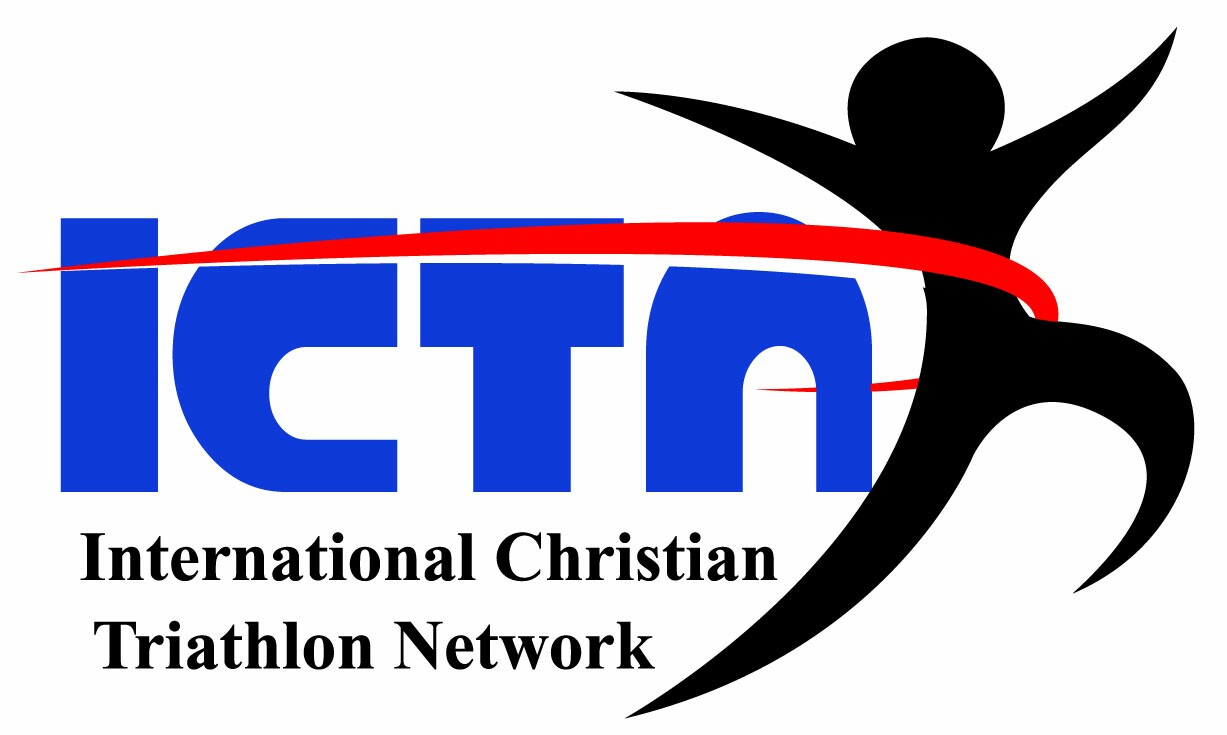 ICTN
International Christian
Triathlon Network